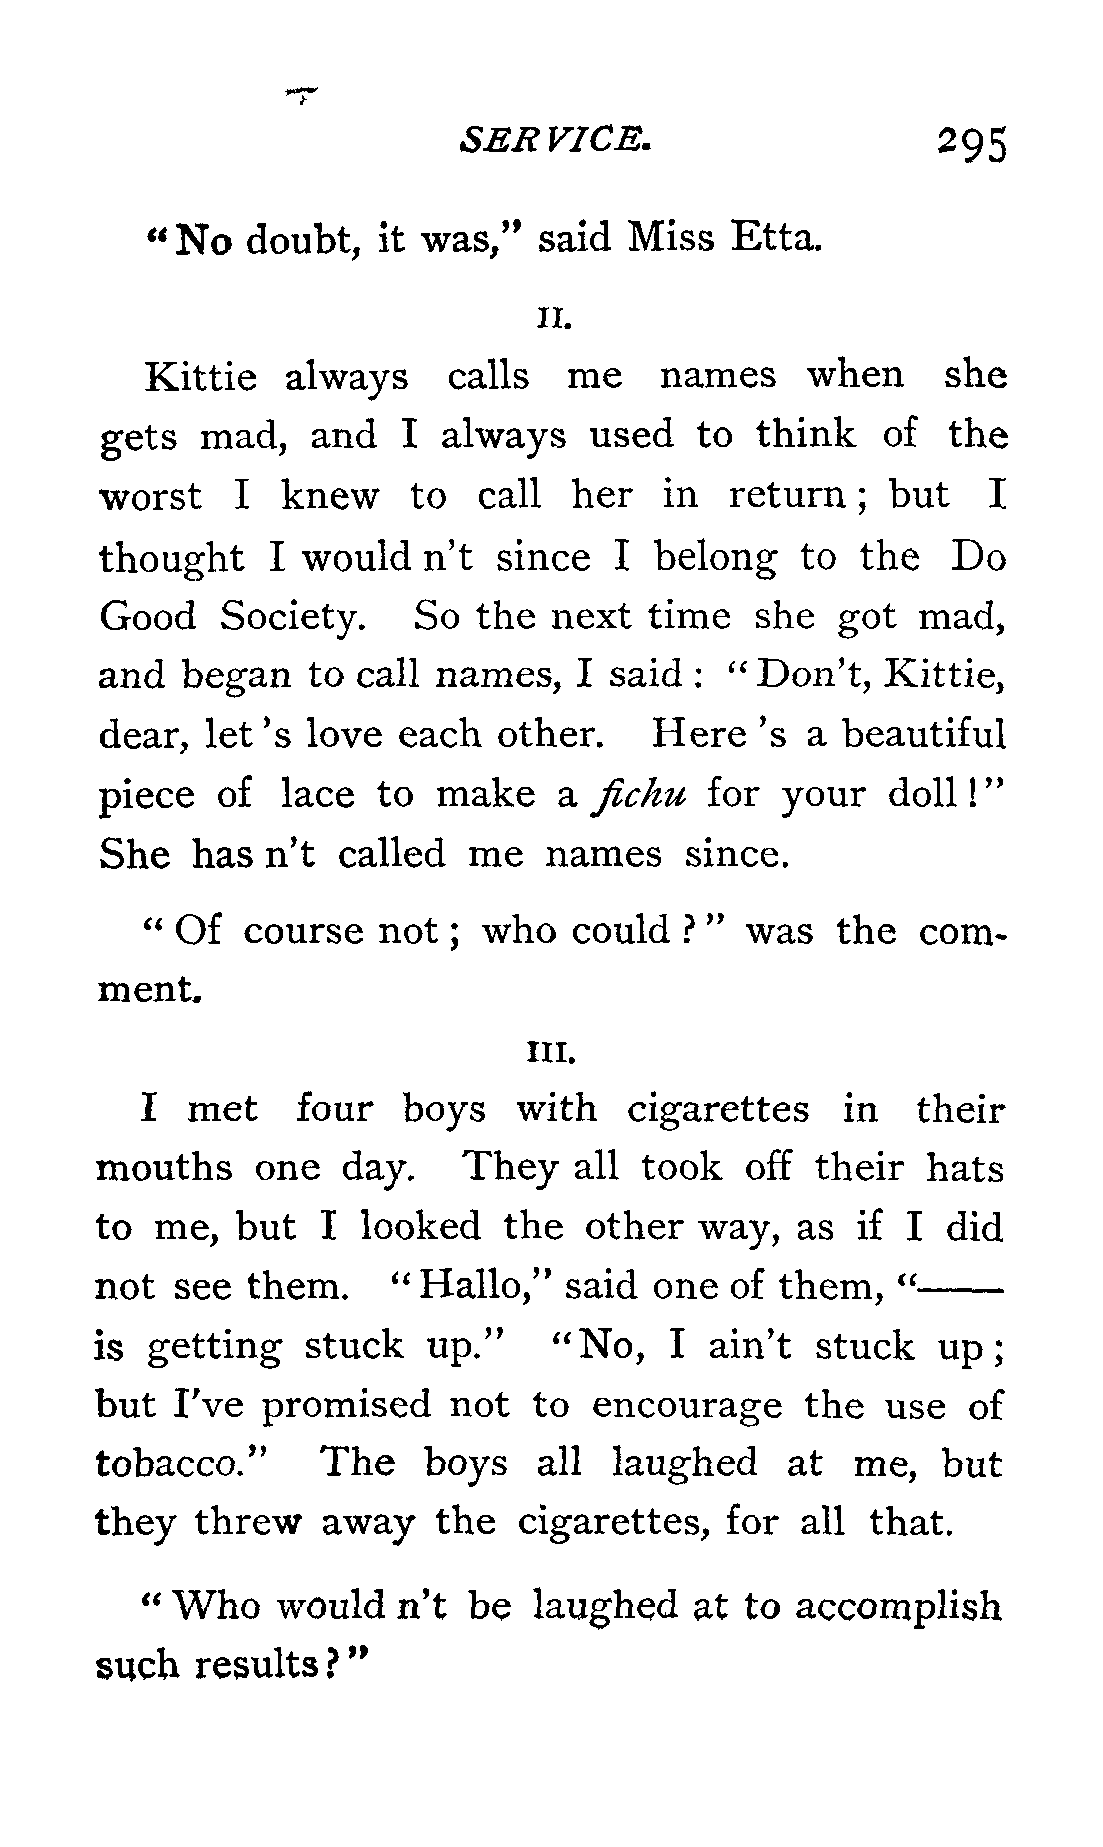 SERVICE. 295
“No doubt, it was,” said Miss Etta.
II.
Kittie always calls me names when she
gets mad, and I always used to think of the
worst I knew to call her in return; but I
thought I would n’t since I belong to the Do
Good Society. So the next time she got mad,
and began to call names, I said: “Don’t, Kittie,
dear, let ’s love each other. Here ’s a beautiful
piece of lace to make a fichu for your doll!”
She has n’t called me names since.
“Of course not; who could?” was the com-
ment.
III.
I met four boys with cigarettes in their
mouths one day. They all took off their hats
to me, but I looked the other way, as if I did
not see them. “Hallo,” said one of them, “——
is getting stuck up.” “No, I ain’t stuck up;
but I’ve promised not to encourage the use of
tobacco.” The boys all laughed at me, but
they threw away the cigarettes, for all that.
“Who would n’t be laughed at to accomplish
such results?”